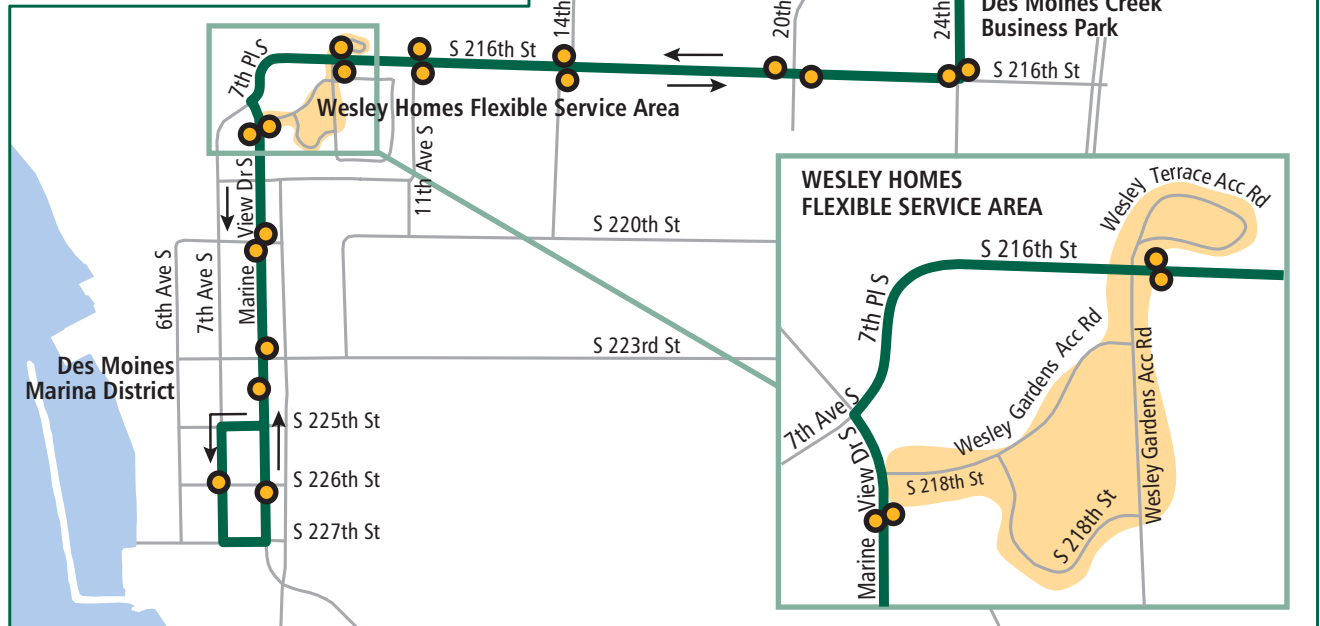 Des Moines Creek
Business Park
14th
20th
24th
S 216th St
S 216th St
7th Pl S
Wesley Homes Flexible Service Area
11th Ave S
Marine View Dr S
S 220th St
6th Ave S
7th Ave S
S 223rd St
Des Moines
Marina District
S 225th St
S 226th St
S 227th St
WESLEY HOMES
FLEXIBLE SERVICE AREA
Wesley Terrace Acc Rd
S 216th St
7th Pl S
Wesley Gardens Acc Rd
Wesley Gardens Acc Rd
7th Ave S
Marine View Dr S
S 218th St
S 218th St